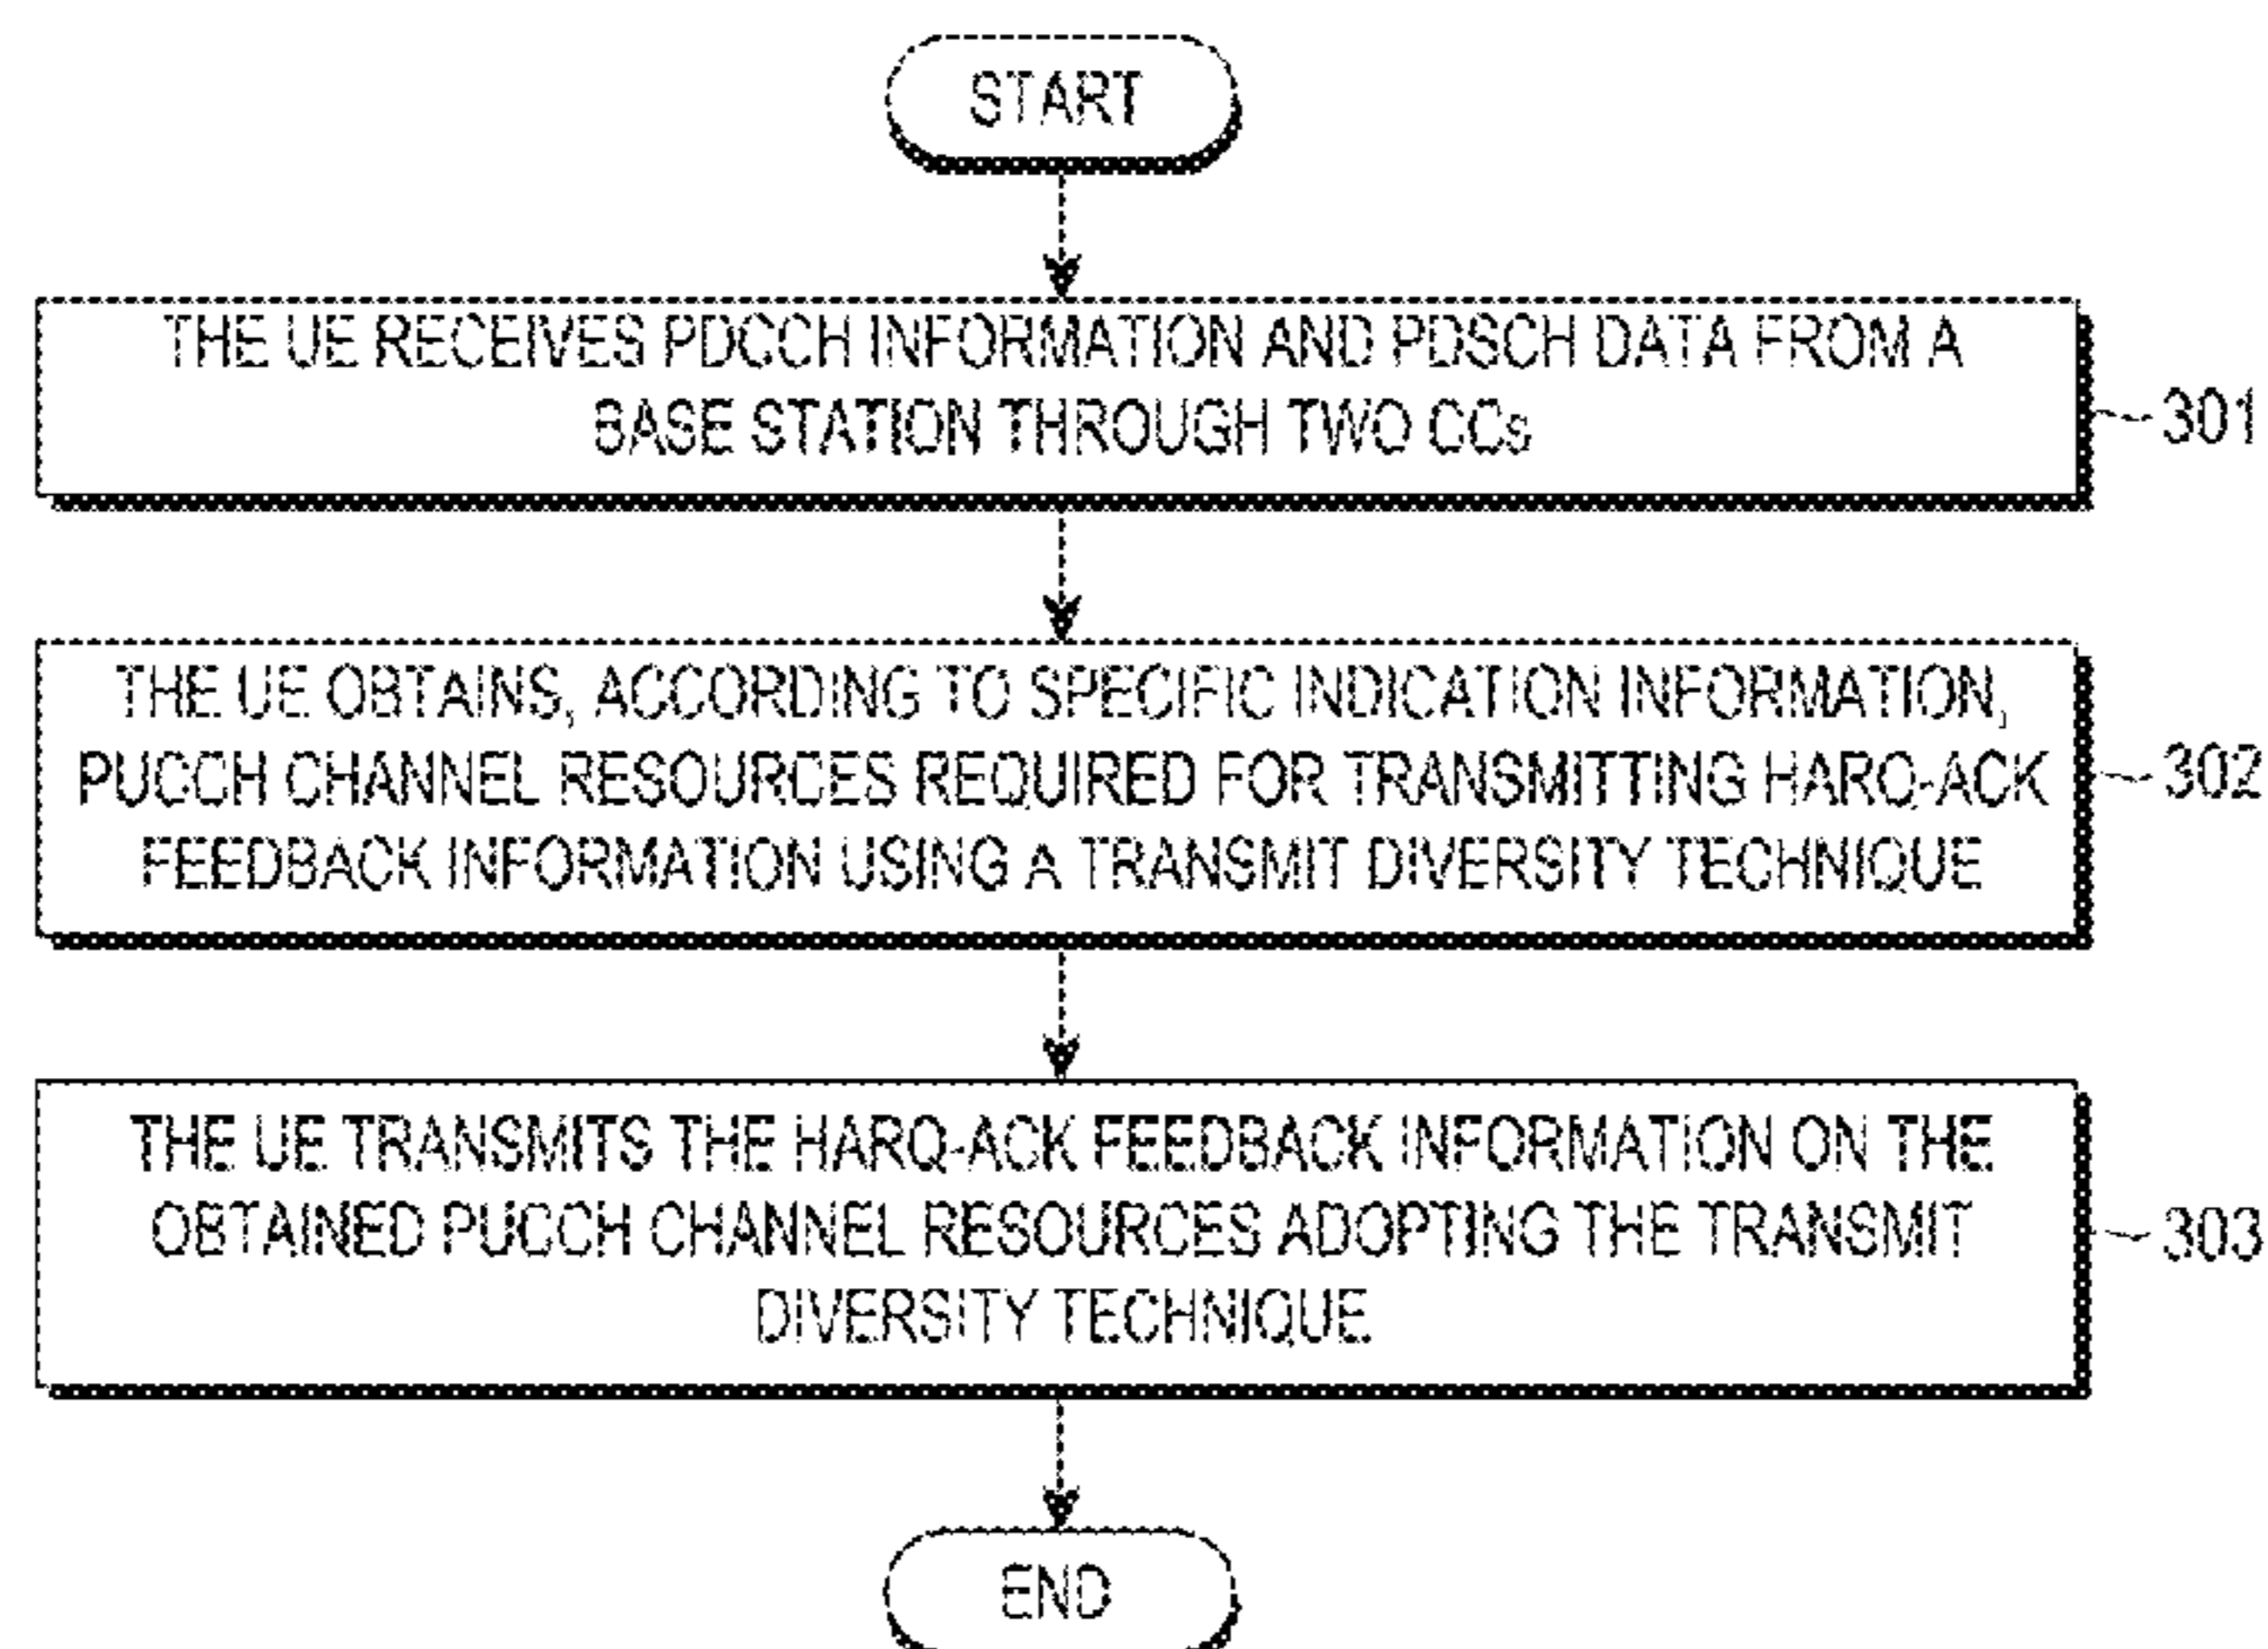 START
THE UE RECEIVES PDCCH INFORMATION AND PDSCH DATA FROM A
BASE STATION THROUGH TWO CCs
301
THE UE OBTAINS, ACCORDING TO SPECIFIC INDICATION INFORMATION,
PUCCH CHANNEL RESOURCES REQUIRED FOR TRANSMITTING HARQ-ACK
FEEDBACK INFORMATION USING A TRANSMIT DIVERSITY TECHNIQUE
302
THE UE TRANSMITS THE HARQ-ACK FEEDBACK INFORMATION ON THE
OBTAINED PUCCH CHANNEL RESOURCES ADOPTING THE TRANSMIT
DIVERSITY TECHNIQUE
303
END